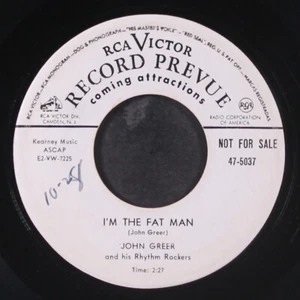 RCA VICTOR
RECORD PREVUE
coming attractions
RCA VICTOR DIV.
CAMDEN, N. J.
RADIO CORPORATION
OF AMERICA
Kearney Music
ASCAP
E2-VW-7225
NOT FOR SALE
47-5037
10-28
I'M THE FAT MAN
(John Greer)
JOHN GREER
and his Rhythm Rockers
Time: 2:27